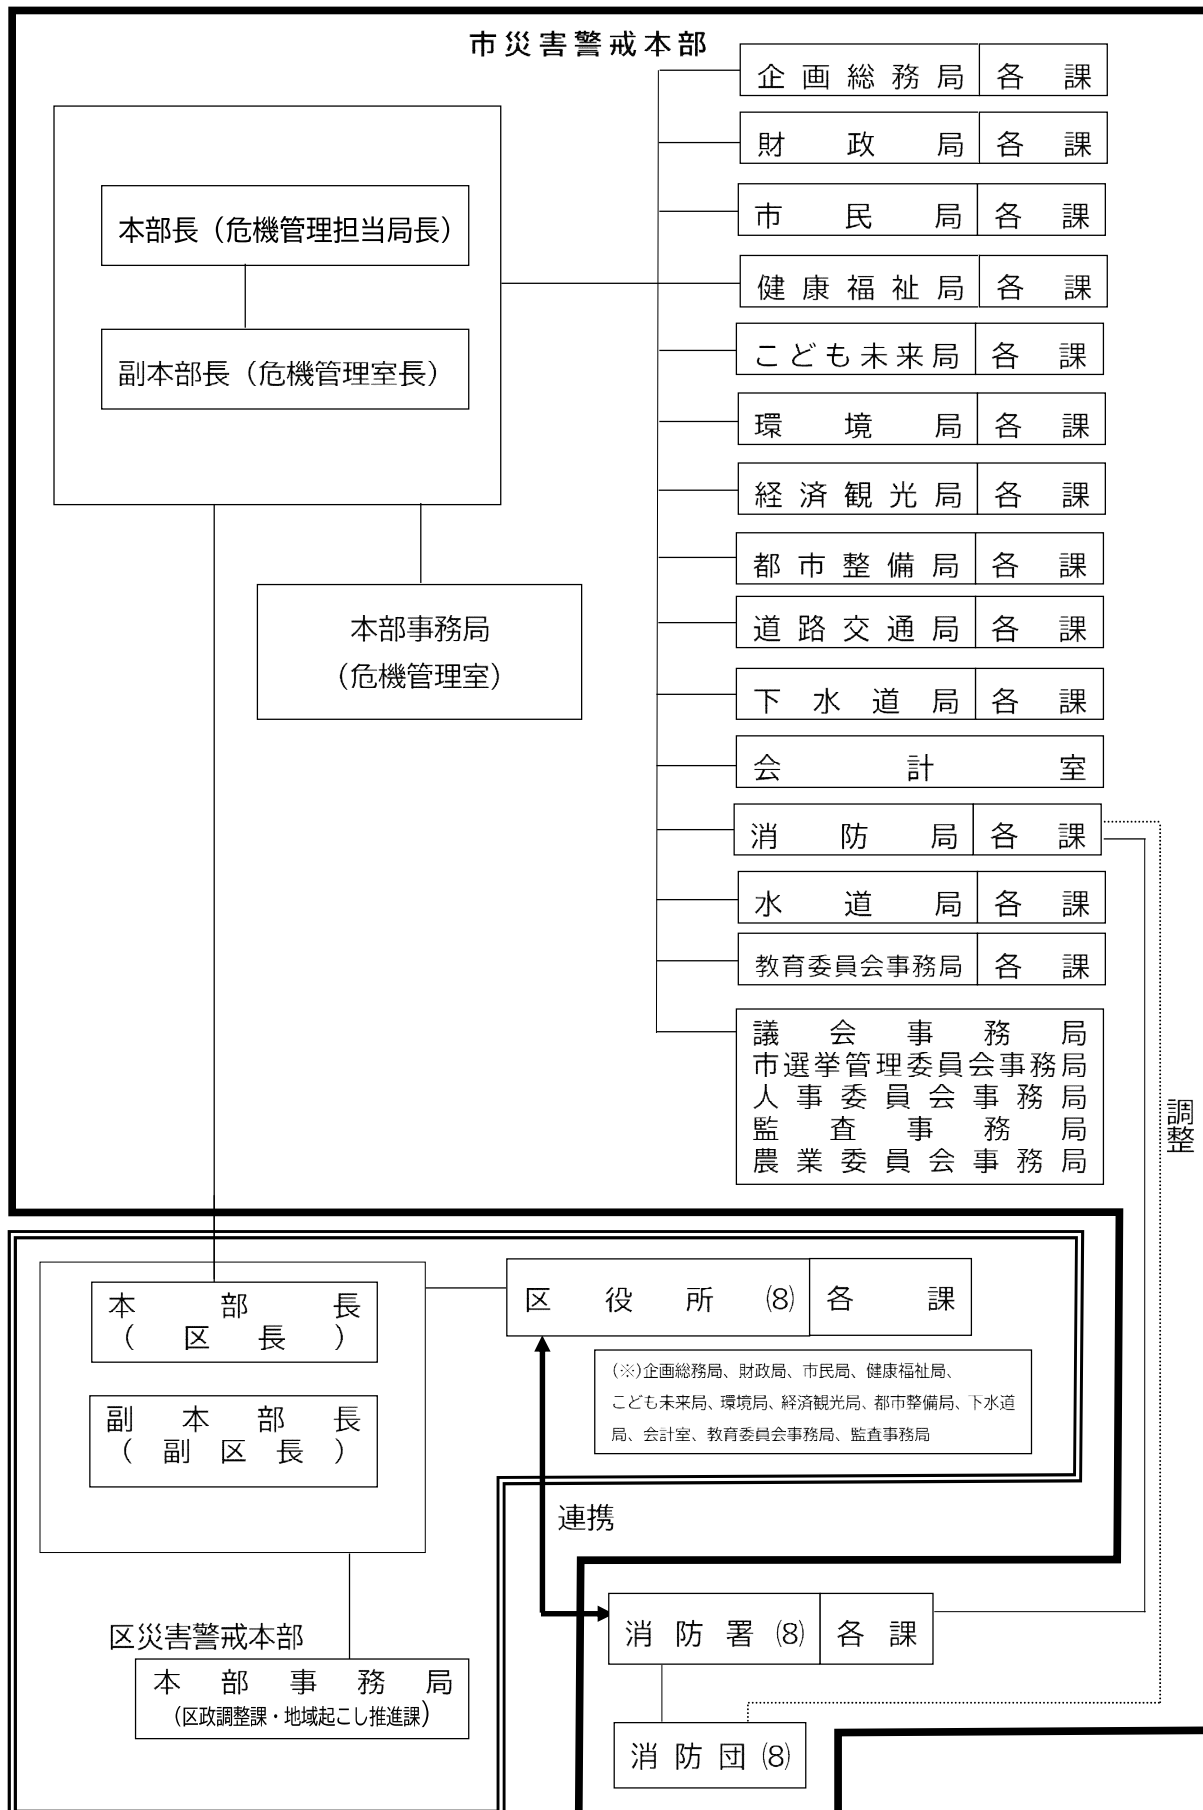 市災害警戒本部
本部長（危機管理担当局長）
副本部長（危機管理室長）
本部事務局
（危機管理室）
企画総務局 各課
財政局 各課
市民局 各課
健康福祉局 各課
こども未来局 各課
環境局 各課
経済観光局 各課
都市整備局 各課
道路交通局 各課
下水道局 各課
会計室
消防局 各課
水道局 各課
教育委員会事務局 各課
議会事務局
市選挙管理委員会事務局
人事委員会事務局
監査事務局
農業委員会事務局
調整
本部長
（区長）
副本部長
（副区長）
区役所(8) 各課
(※)企画総務局、財政局、市民局、健康福祉局、
こども未来局、環境局、経済観光局、都市整備局、下水道
局、会計室、教育委員会事務局、監査事務局
連携
区災害警戒本部
本部事務局
（区政調整課・地域起こし推進課）
消防署(8) 各課
消防団(8)